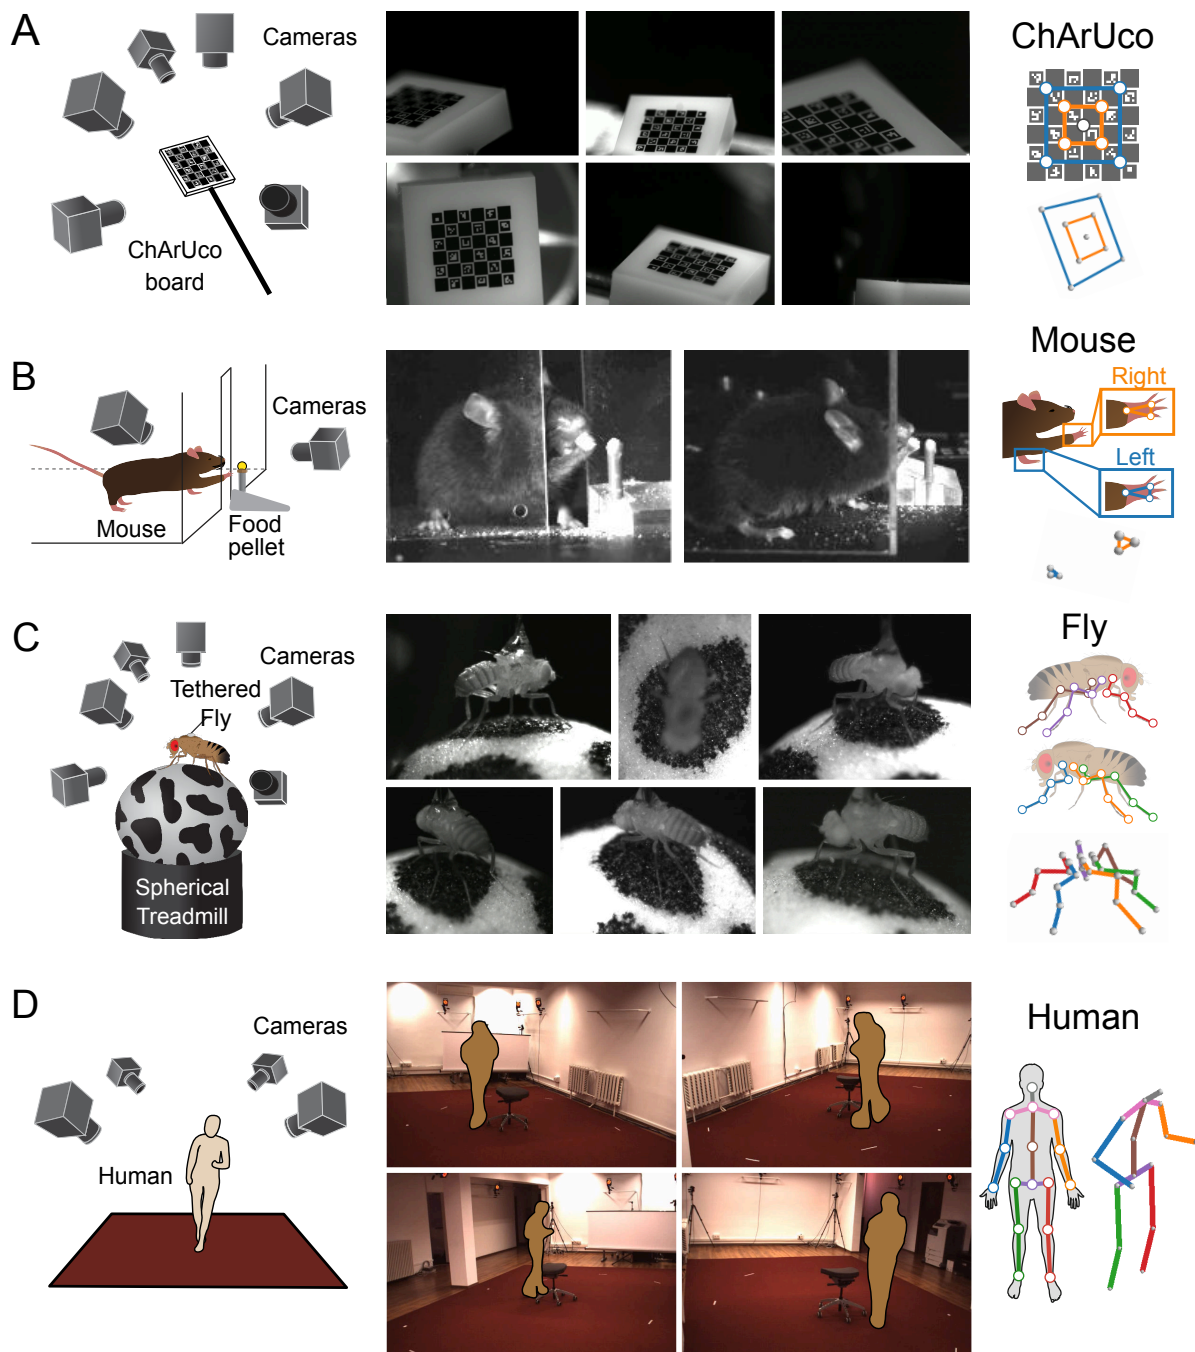 A
Cameras
ChArUco
board
ChArUco
B
Cameras
Mouse
Food
pellet
Mouse
Right
Left
C
Cameras
Tethered
Fly
Spherical
Treadmill
Fly
D
Cameras
Human
Human